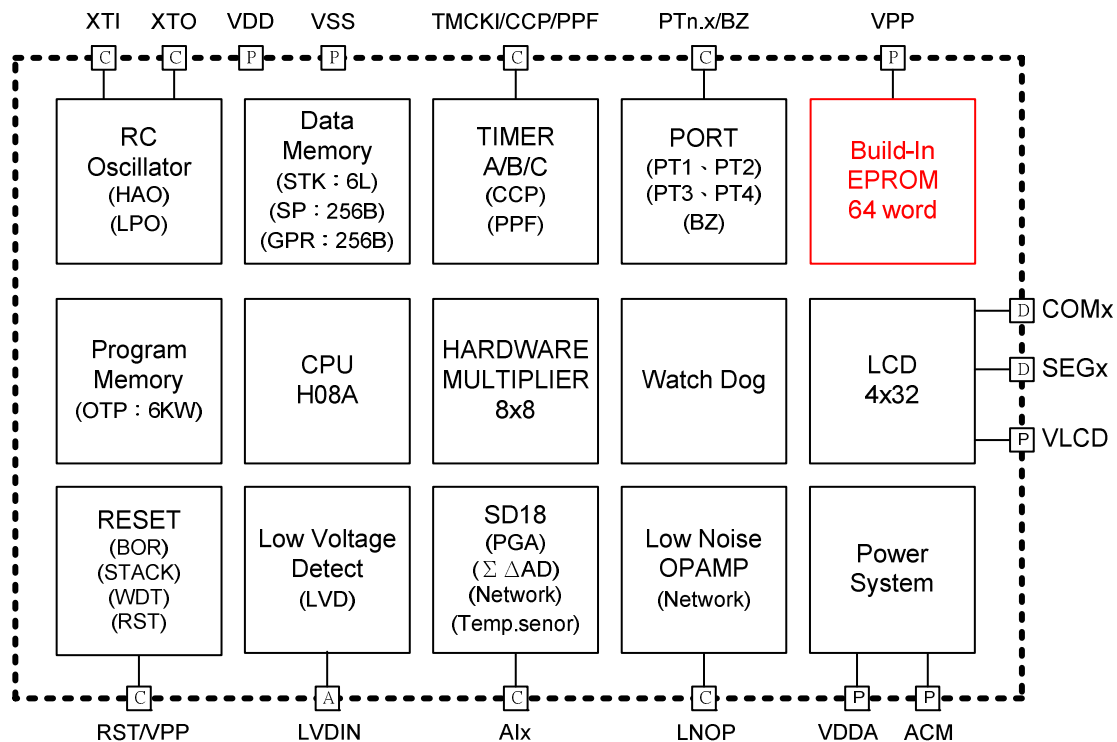 XTI
XTO
VDD
VSS
TMCKI/CCP/PPF
PTn.x/BZ
VPP
C
C
P
P
C
C
P
RC
Oscillator
(HAO)
(LPO)
Data
Memory
(STK：6L)
(SP：256B)
(GPR：256B)
TIMER
A/B/C
(CCP)
(PPF)
PORT
(PT1、PT2)
(PT3、PT4)
(BZ)
Build-In
EPROM
64 word
Program
Memory
(OTP：6KW)
CPU
H08A
HARDWARE
MULTIPLIER
8x8
Watch Dog
LCD
4x32
D
COMx
D
SEGx
P
VLCD
RESET
(BOR)
(STACK)
(WDT)
(RST)
Low Voltage
Detect
(LVD)
SD18
(PGA)
(Σ ΔAD)
(Network)
(Temp.senor)
Low Noise
OPAMP
(Network)
Power
System
C
A
C
C
P
P
RST/VPP
LVDIN
AIx
LNOP
VDDA
ACM